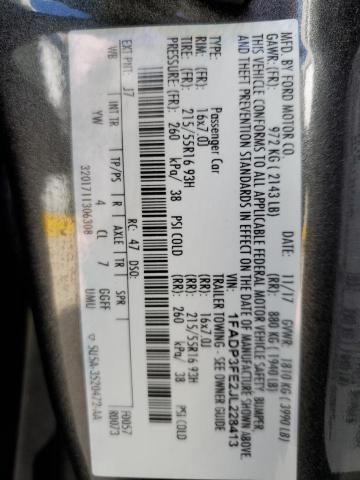 MFD. BY FORD MOTOR CO.
DATE: 11/17 GVWR: 1810 KG (3990 LB)
GAWR: (FR): 972 KG (2143 LB) (RR): 880 KG (1940 LB)
THIS VEHICLE CONFORMS TO ALL APPLICABLE FEDERAL MOTOR VEHICLE SAFETY, BUMPER,
AND THEFT PREVENTION STANDARDS IN EFFECT ON THE DATE OF MANUFACTURE SHOWN ABOVE.
1FADP3FE2JL228413
Passenger Car TRAILER TOWING - SEE OWNER GUIDE
RIM: (FR): 16x7.0J (RR): 16x7.0J
TIRE: (FR): 215/55R16 93H (RR): 215/55R16 93H
PRESSURE: (FR): 260 kPa/ 38 PSI COLD (RR): 260 kPa/ 38 PSI COLD
EXT PNT: J7 RC: 47 DSO: F0057
WB INT TR TP/PS R AXLE TR SPR R0073
YW 4 CL 7 GGFF UMU
3201711306308 5U5A-3520472-AA